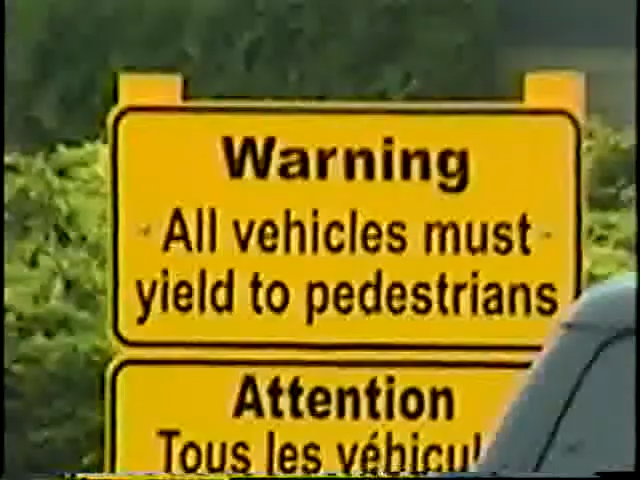 Warning
All vehicles must
yield to pedestrians
Attention
Tous les